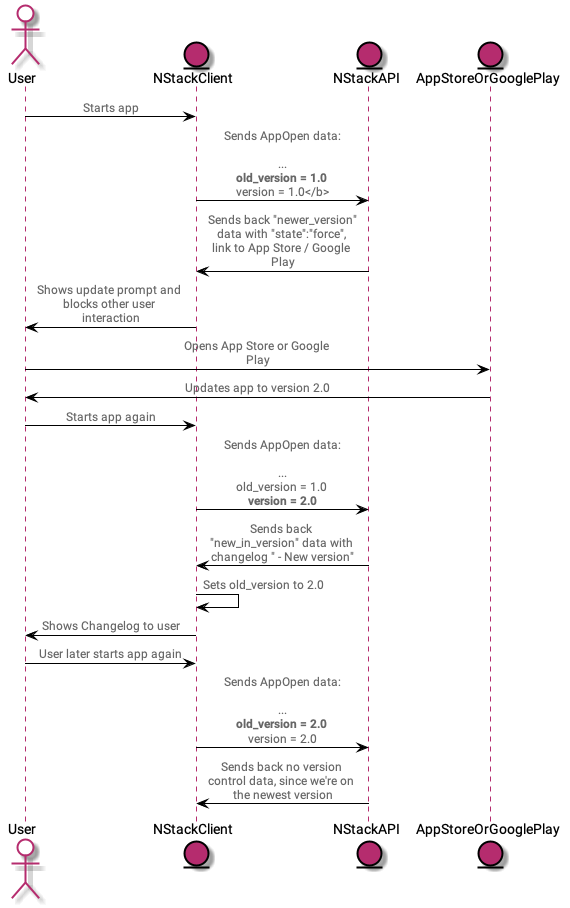 User NStackClient NStackAPI AppStoreOrGooglePlay
Starts app
Sends AppOpen data:
...
old_version = 1.0
version = 1.0</b>
Sends back "newer_version"
data with "state":"force",
link to App Store / Google
Play
Shows update prompt and
blocks other user
interaction
Opens App Store or Google
Play
Updates app to version 2.0
Starts app again
Sends AppOpen data:
...
old_version = 1.0
version = 2.0
Sends back
"new_in_version" data with
changelog " - New version"
Sets old_version to 2.0
Shows Changelog to user
User later starts app again
Sends AppOpen data:
...
old_version = 2.0
version = 2.0
Sends back no version
control data, since we're on
the newest version
User NStackClient NStackAPI AppStoreOrGooglePlay